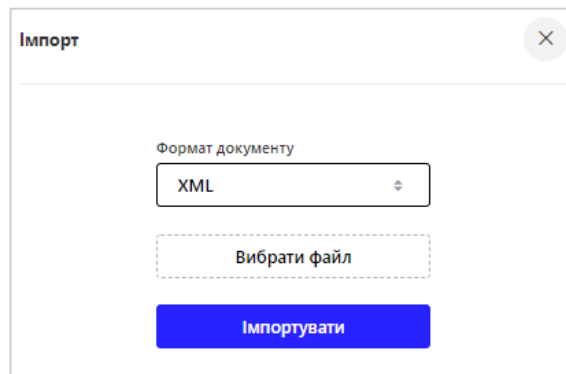 Імпорт
Формат документу
XML
Вибрати файл
Імпортувати